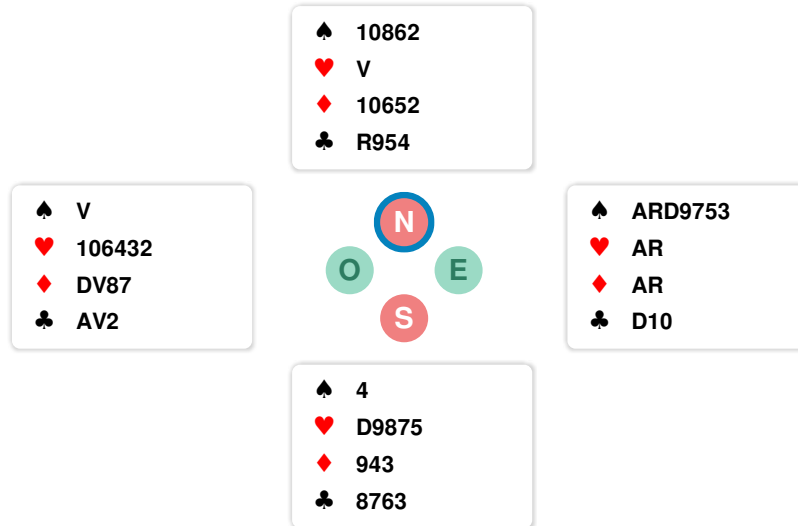 ♠ 10862
♥ V
♦ 10652
♣ R954
♠ V
♥ 106432
♦ DV87
♣ AV2
N
O E
S
♠ ARD9753
♥ AR
♦ AR
♣ D10
♠ 4
♥ D9875
♦ 943
♣ 8763